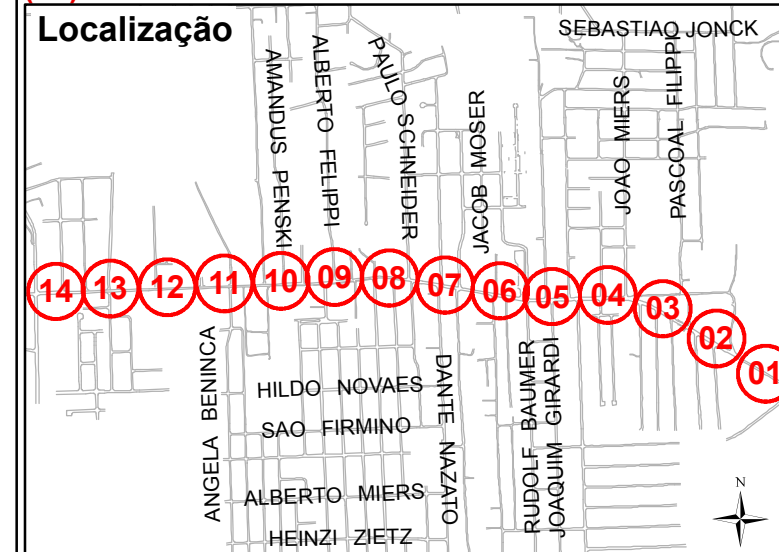 Localização
SEBASTIAO JONCK
AMANDUS PENSKI
ALBERTO FELIPPI
PAULO SCHNEIDER
JACOB MOSER
JOAO MIERS
PASCOAL FILIPPI
14
13
12
11
10
09
08
07
06
05
04
03
02
01
ANGELA BENINCA
HILDO NOVAES
SAO FIRMINO
ALBERTO MIERS
HEINZI ZIETZ
DANTE NAZATO
RUDOLF BAUMER
JOAQUIM GIRARDI
N